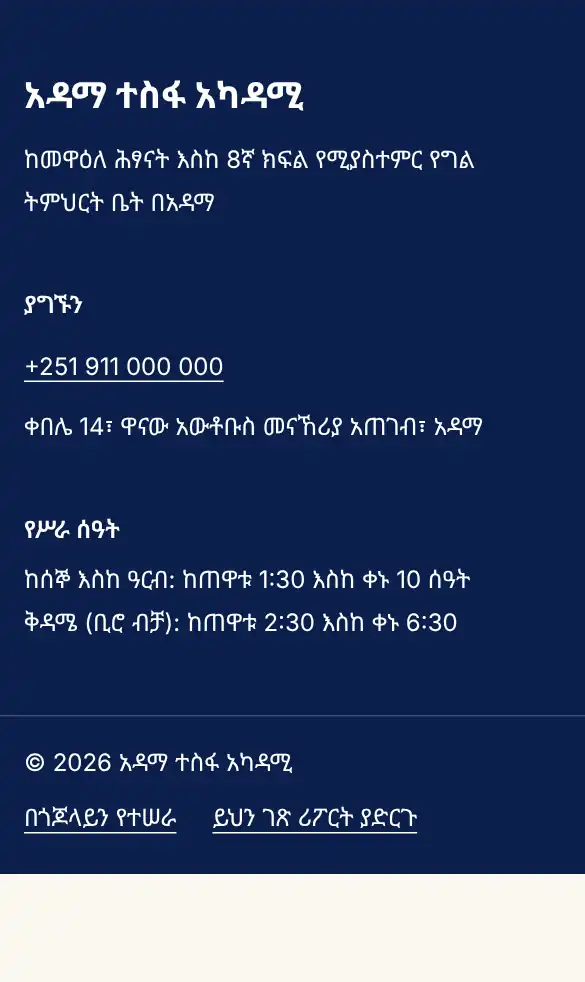 አዳማ ተስፋ አካዳሚ
ከመዋዕለ ሕፃናት እስከ 8ኛ ክፍል የሚያስተምር የግል
ትምህርት ቤት በአዳማ
ያግኙን
+251 911 000 000
ቀበሌ 14፣ ዋናው አውቶቡስ መናኸሪያ አጠገብ፣ አዳማ
የሥራ ሰዓት
ከሰኞ እስከ ዓርብ: ከጠዋቱ 1:30 እስከ ቀኑ 10 ሰዓት
ቅዳሜ (ቢሮ ብቻ): ከጠዋቱ 2:30 እስከ ቀኑ 6:30
© 2026 አዳማ ተስፋ አካዳሚ
በጎጆላይን የተሠራ ይህን ገጽ ሪፖርት ያድርጉ